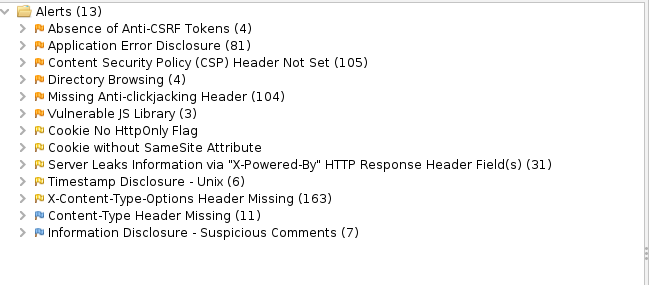 Alerts (13)
Absence of Anti-CSRF Tokens (4)
Application Error Disclosure (81)
Content Security Policy (CSP) Header Not Set (105)
Directory Browsing (4)
Missing Anti-clickjacking Header (104)
Vulnerable JS Library (3)
Cookie No HttpOnly Flag
Cookie without SameSite Attribute
Server Leaks Information via "X-Powered-By" HTTP Response Header Field(s) (31)
Timestamp Disclosure - Unix (6)
X-Content-Type-Options Header Missing (163)
Content-Type Header Missing (11)
Information Disclosure - Suspicious Comments (7)